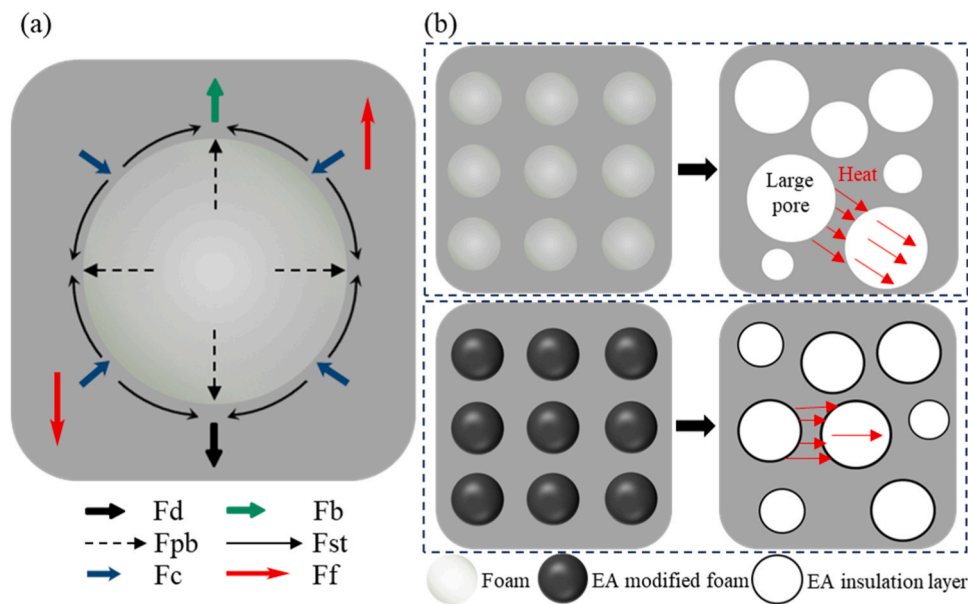 (a)
(b)
Large
pore
Heat
Fd
Fb
Fpb
Fst
Fc
Ff
Foam
EA modified foam
EA insulation layer